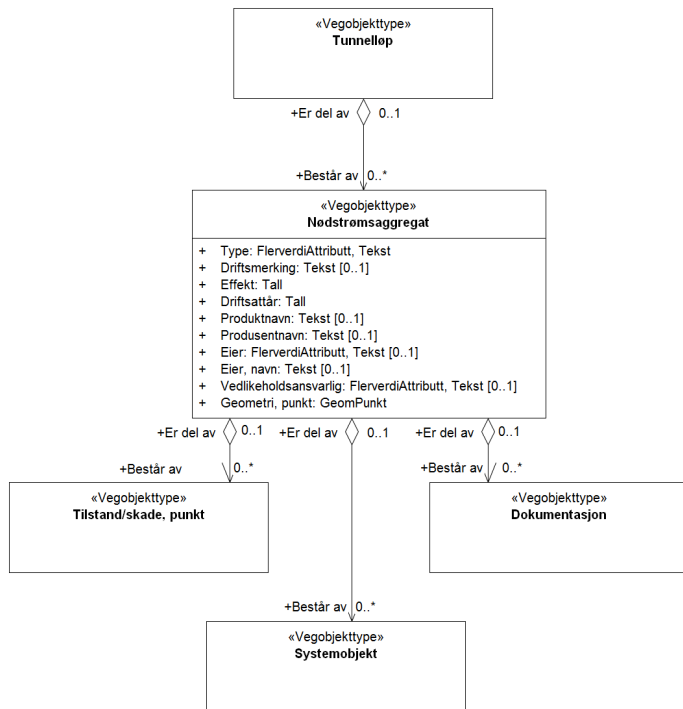 «Vegobjekttype»
Tunnelløp
+Er del av 0..1
+Består av 0..*
«Vegobjekttype»
Nødstrømsaggregat
+ Type: FlerverdiAttributt, Tekst
+ Driftsmerking: Tekst [0..1]
+ Effekt: Tall
+ Driftsattår: Tall
+ Produktnavn: Tekst [0..1]
+ Produsentnavn: Tekst [0..1]
+ Eier: FlerverdiAttributt, Tekst [0..1]
+ Eier, navn: Tekst [0..1]
+ Vedlikeholdsansvarlig: FlerverdiAttributt, Tekst [0..1]
+ Geometri, punkt: GeomPunkt
+Er del av 0..1 +Er del av 0..1 +Er del av 0..1
+Består av 0..* +Består av 0..*
«Vegobjekttype»
Tilstand/skade, punkt
«Vegobjekttype»
Dokumentasjon
+Består av 0..*
«Vegobjekttype»
Systemobjekt